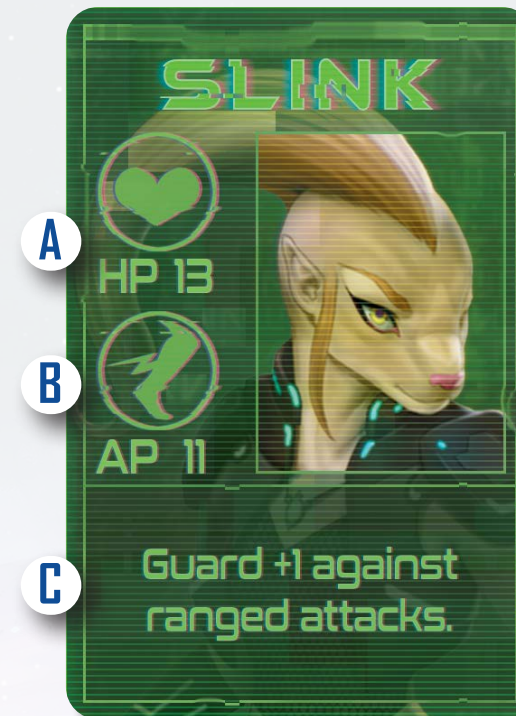 SLINK
A
HP 13
B
AP 11
C
Guard +1 against
ranged attacks.